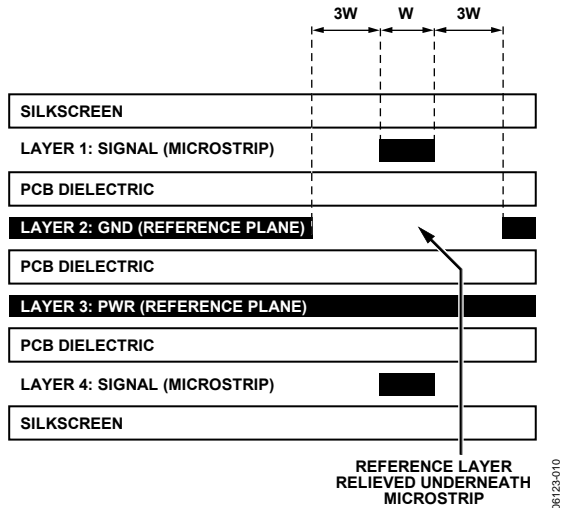 3W W 3W
SILKSCREEN
LAYER 1: SIGNAL (MICROSTRIP)
PCB DIELECTRIC
LAYER 2: GND (REFERENCE PLANE)
PCB DIELECTRIC
LAYER 3: PWR (REFERENCE PLANE)
PCB DIELECTRIC
LAYER 4: SIGNAL (MICROSTRIP)
SILKSCREEN
REFERENCE LAYER
RELIEVED UNDERNEATH
MICROSTRIP
06123-010